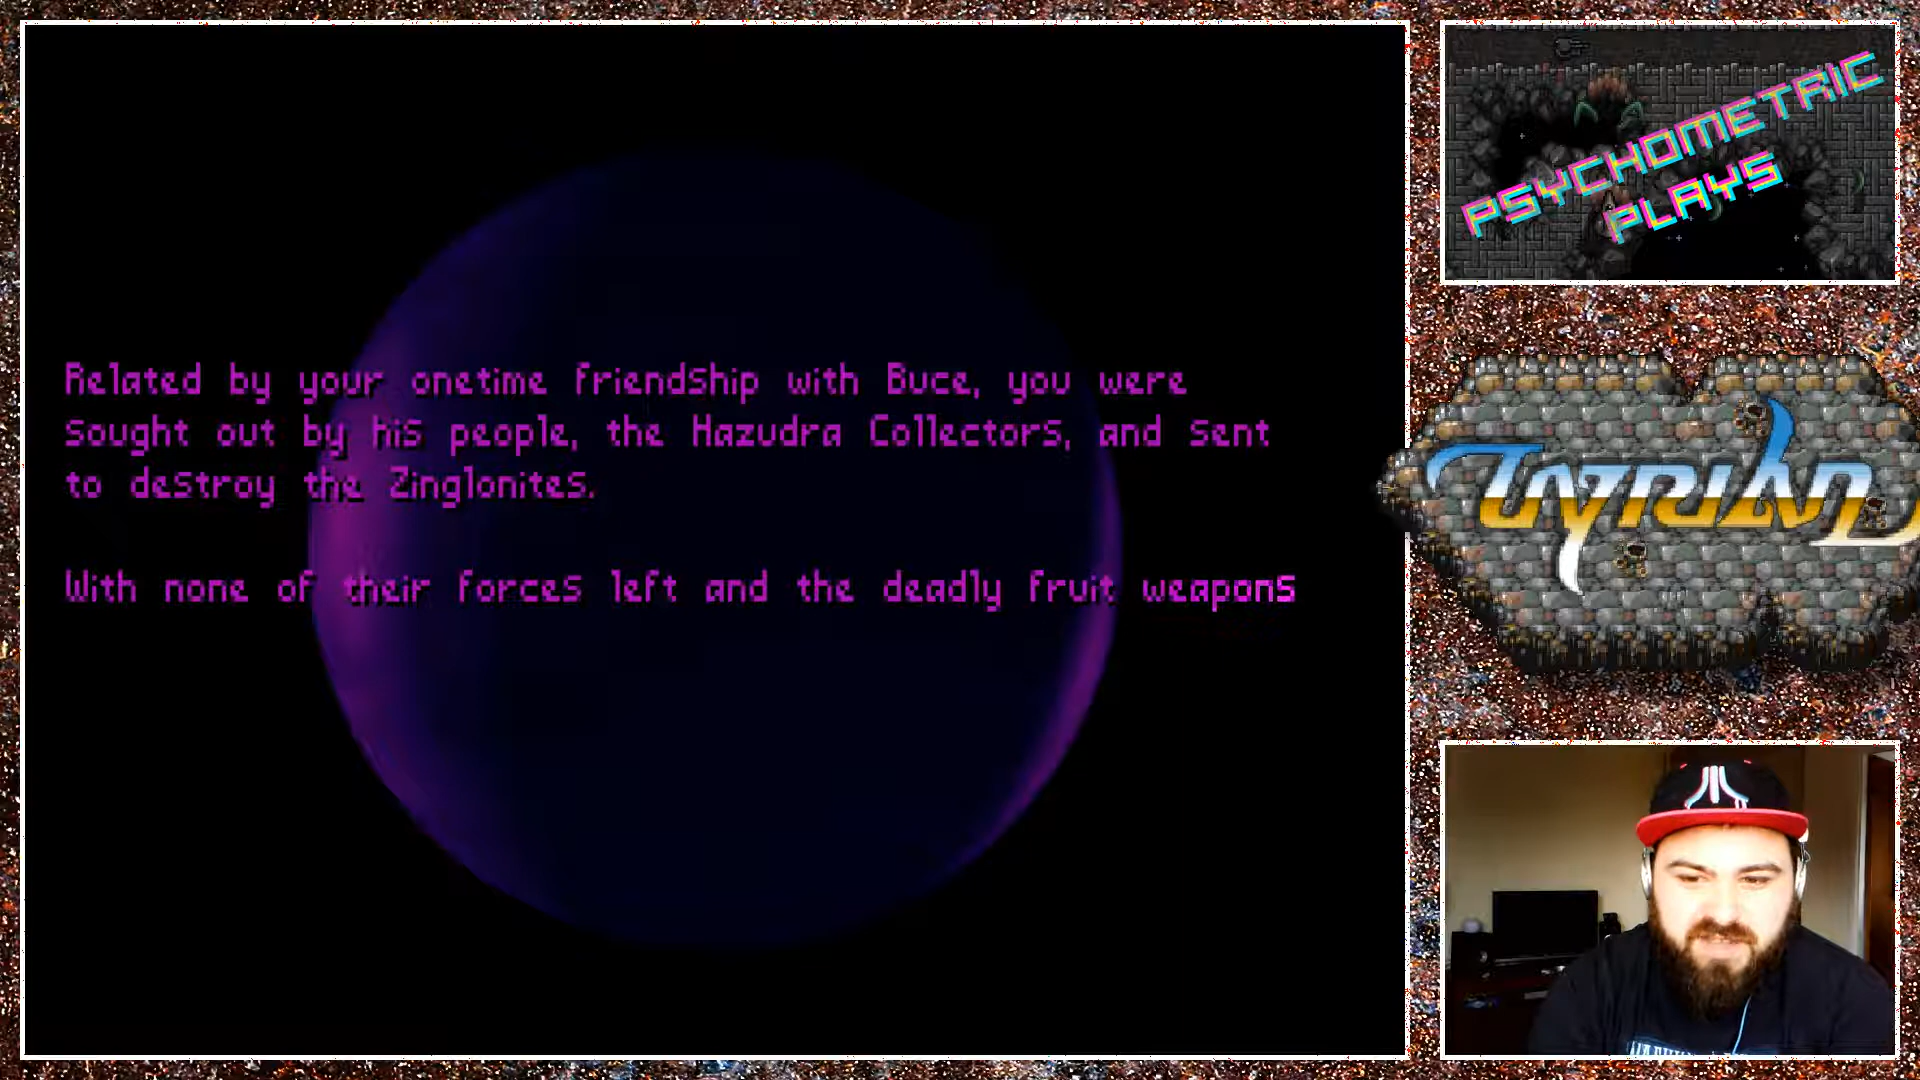 Related by your onetime friendship with Buce, you were
sought out by his people, the Hazudra Collectors, and sent
to destroy the Zinglonites.
With none of their forces left and the deadly fruit weapons
PSYCHOMETRIC
PLAYS
TYRIAN